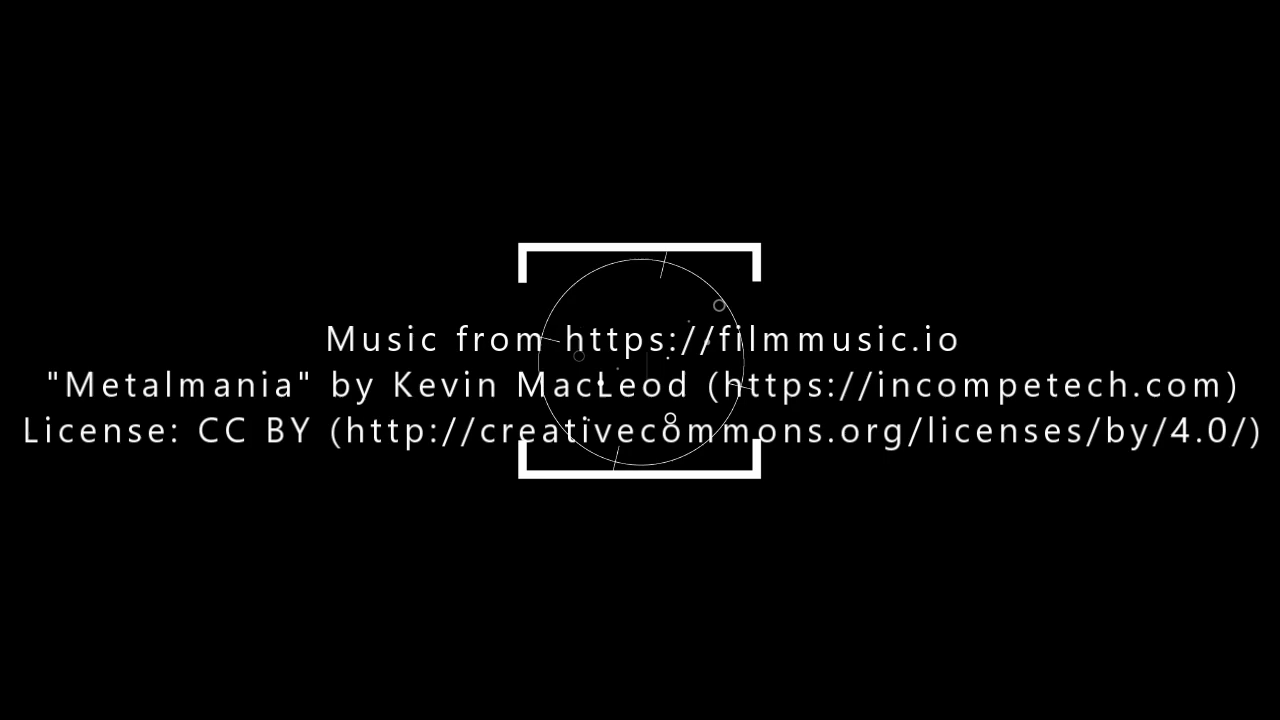 Music from https://filmmusic.io
"Metalmania" by Kevin MacLeod (https://incompetech.com)
License: CC BY (http://creativecommons.org/licenses/by/4.0/)